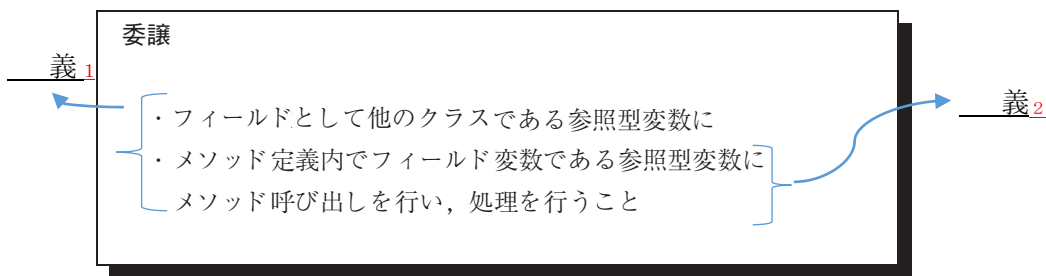 委譲
義1
・フィールドとして他のクラスである参照型変数に
義2
・メソッド定義内でフィールド変数である参照型変数に
メソッド呼び出しを行い，処理を行うこと